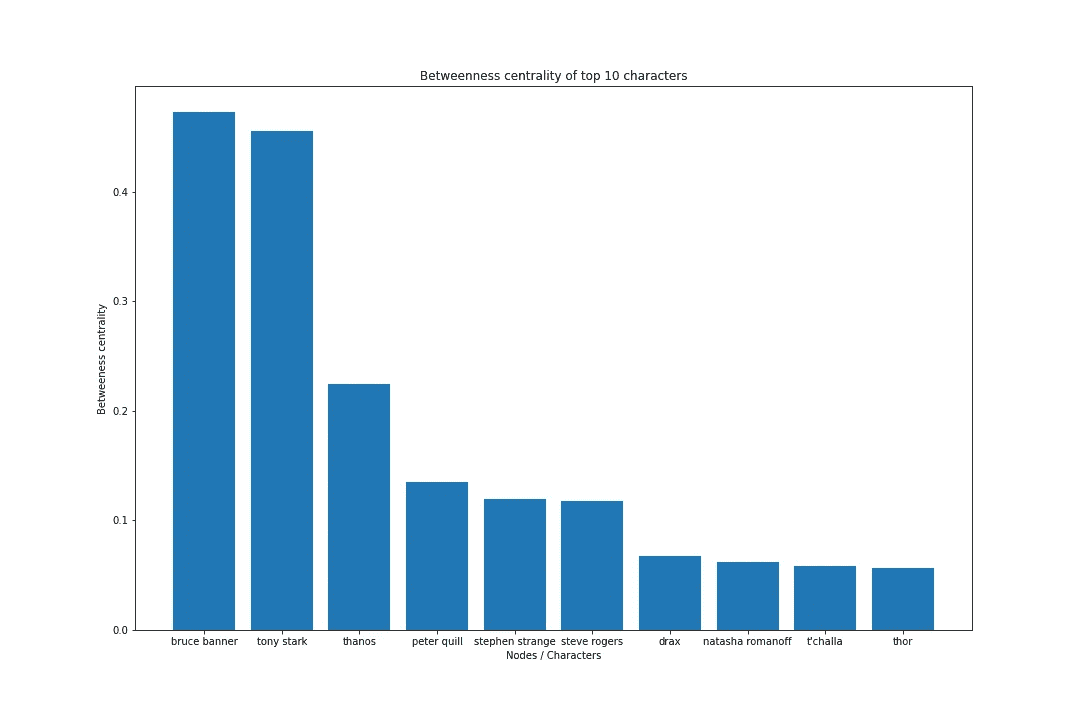 Betweenness centrality of top 10 characters
Betweeness centrality
0.4
0.3
0.2
0.1
0.0
bruce banner tony stark thanos peter quill stephen strange steve rogers drax natasha romanoff t'challa thor
Nodes / Characters